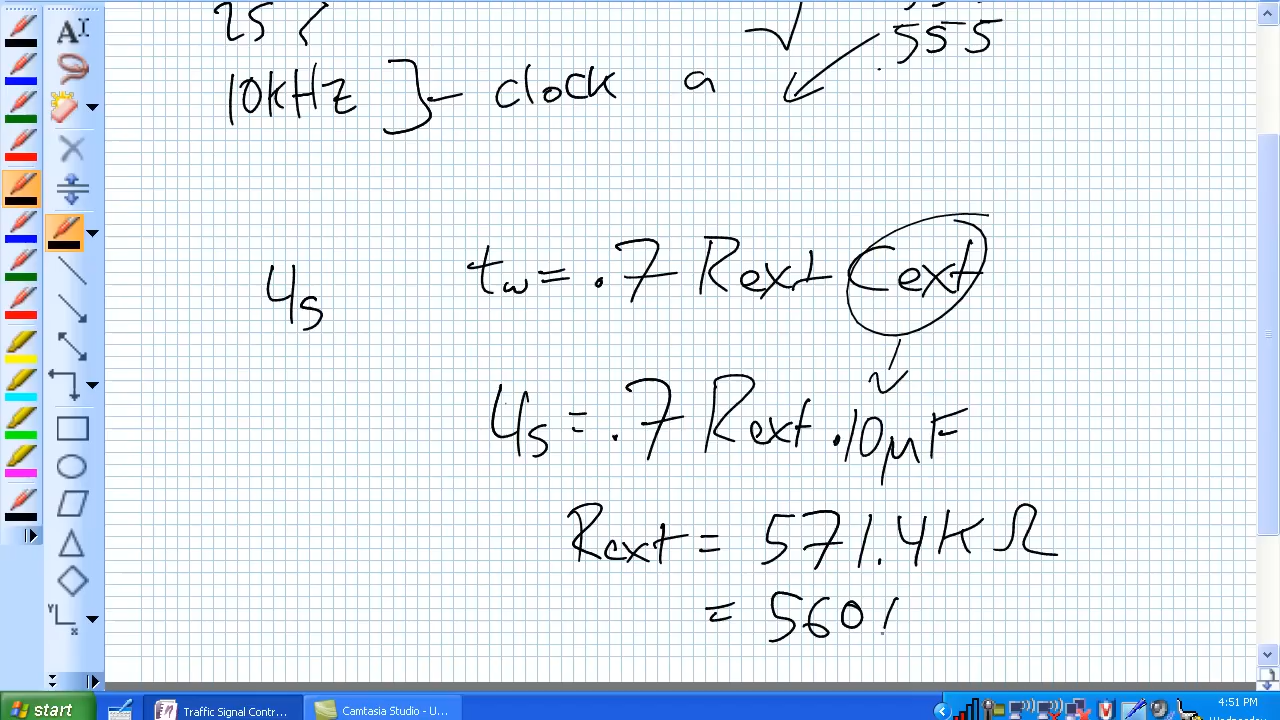 25 <
√ 555
10kHz }- clock a
4s tw = .7 Rext Cext
4s = .7 Rext · 10μF
Rext = 571.4k Ω
= 560
start Traffic Signal Contr... Camtasia Studio - U... 4:51 PM